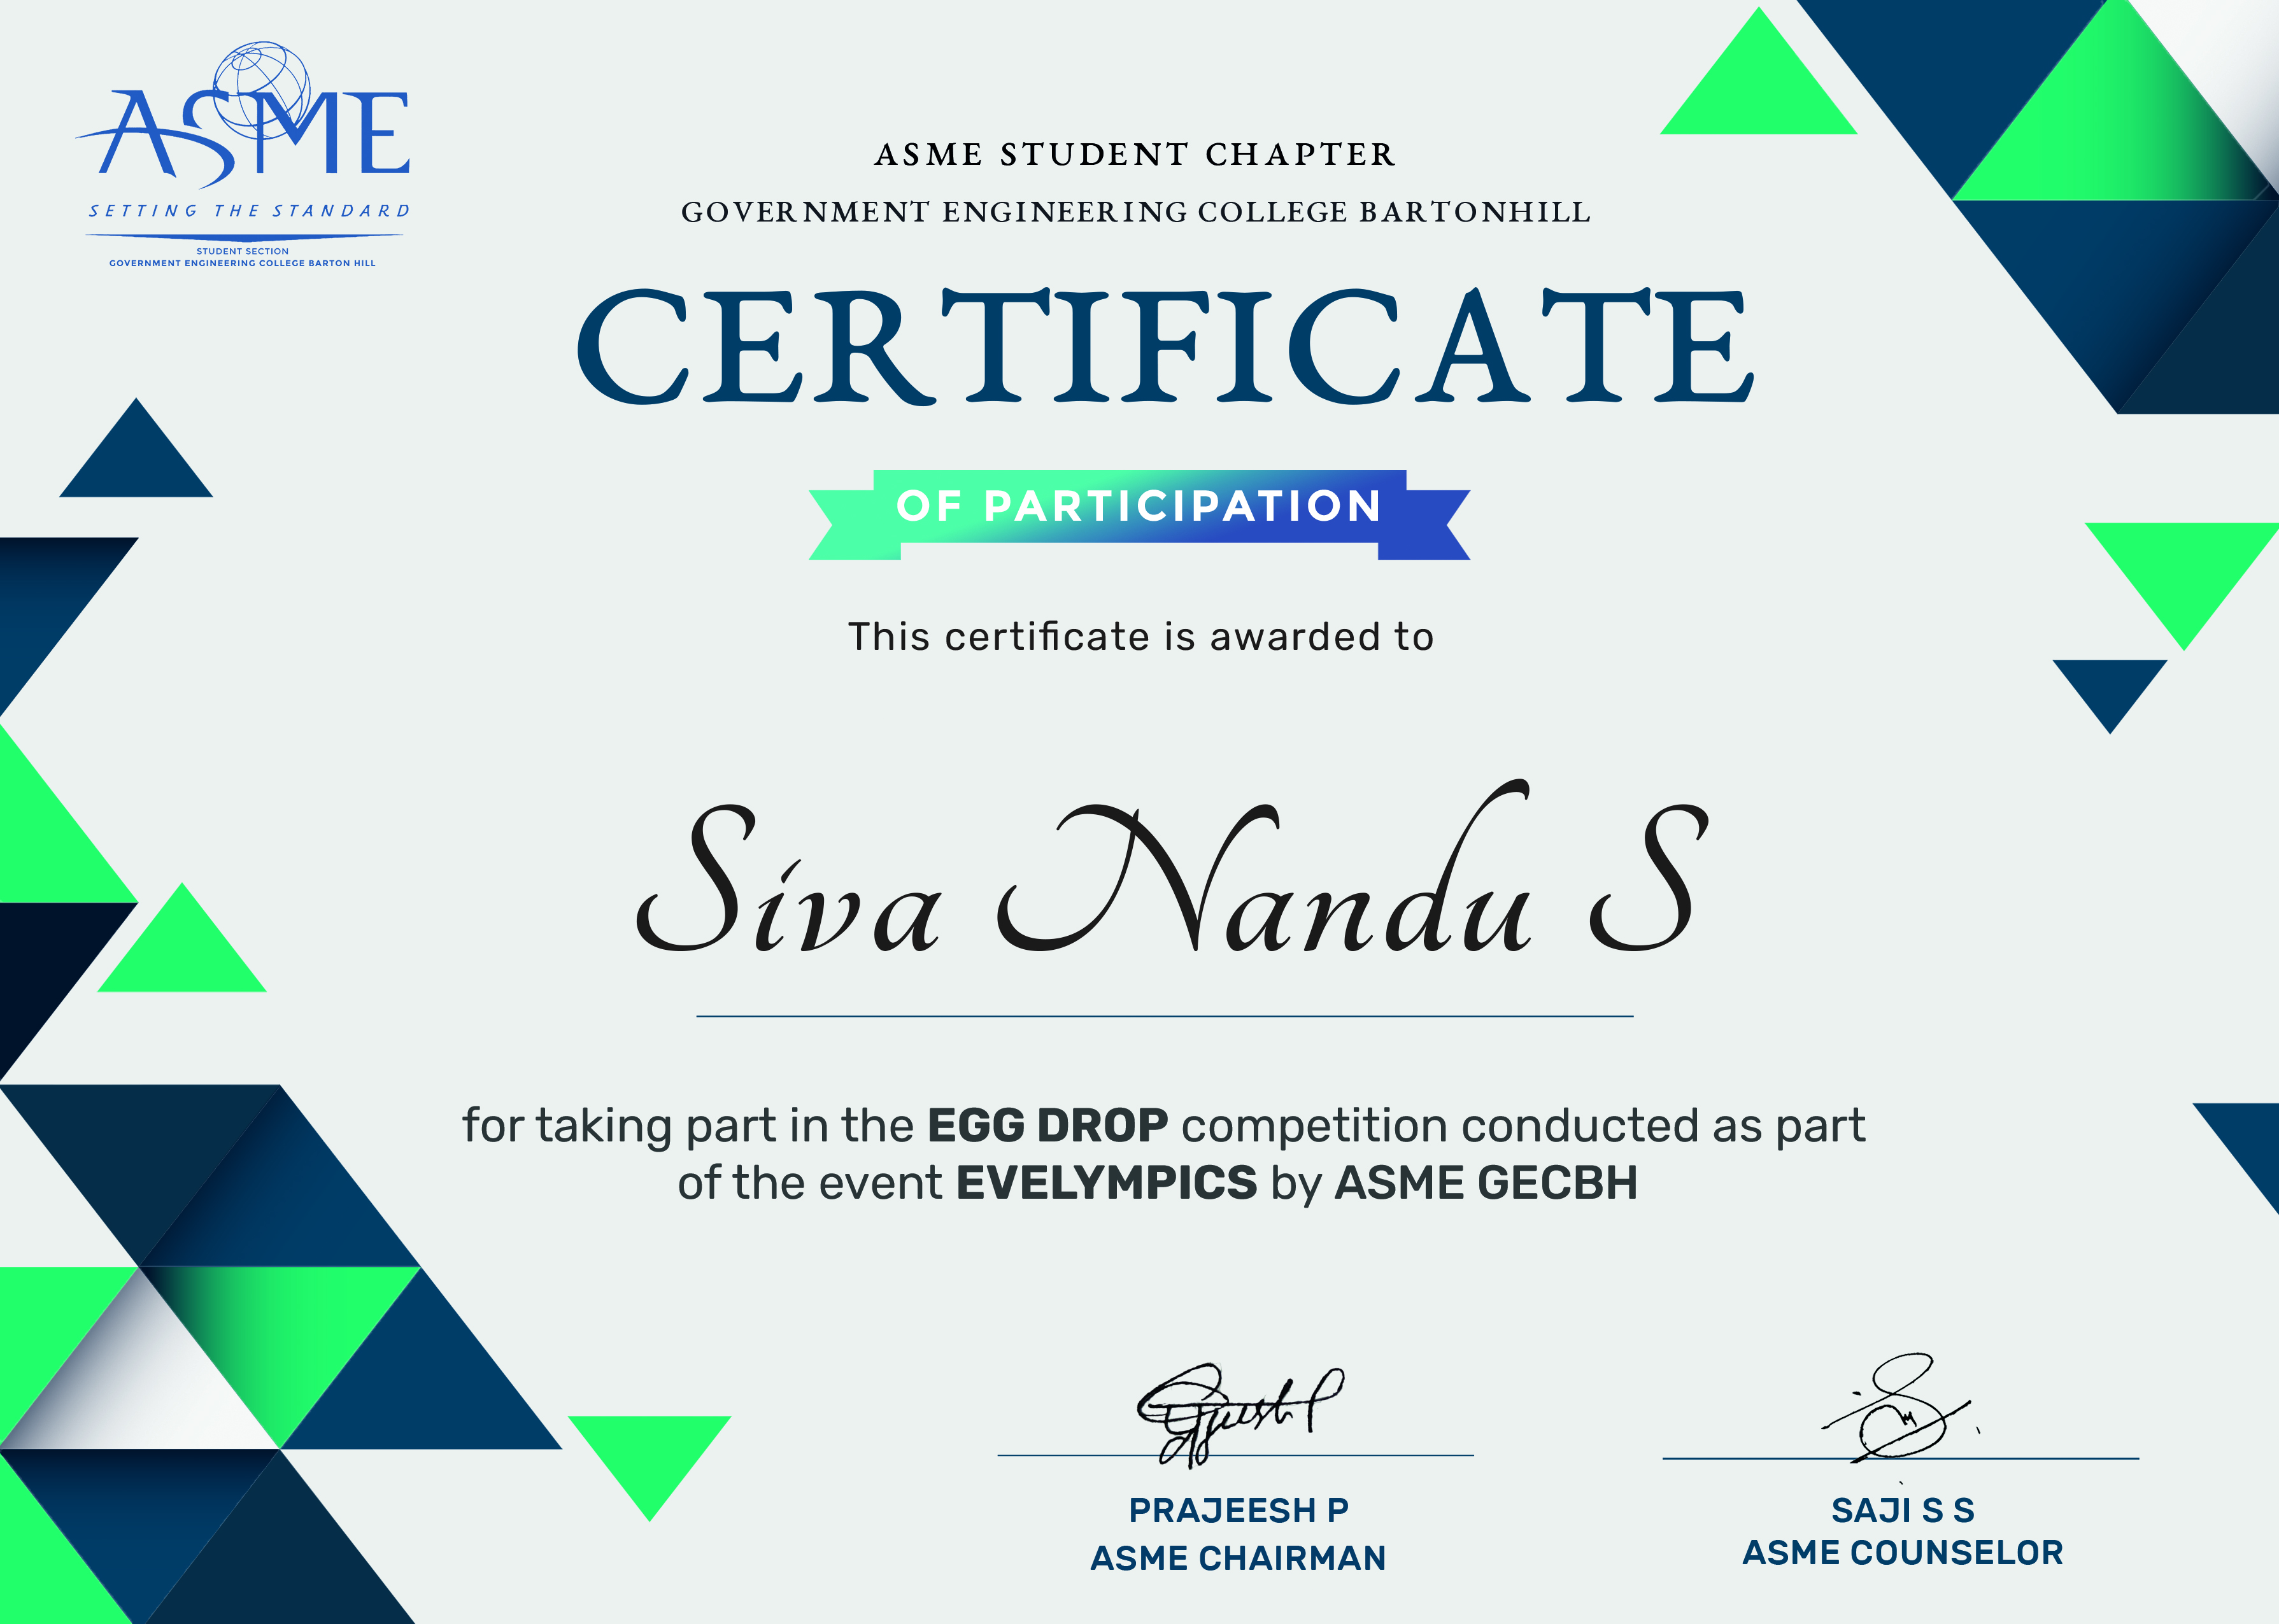 ASME
SETTING THE STANDARD
STUDENT SECTION
GOVERNMENT ENGINEERING COLLEGE BARTON HILL
ASME STUDENT CHAPTER
GOVERNMENT ENGINEERING COLLEGE BARTONHILL
CERTIFICATE
OF PARTICIPATION
This certificate is awarded to
Siva Nandu S
for taking part in the EGG DROP competition conducted as part
of the event EVELYMPICS by ASME GECBH
PRAJEESH P
ASME CHAIRMAN
SAJI S S
ASME COUNSELOR